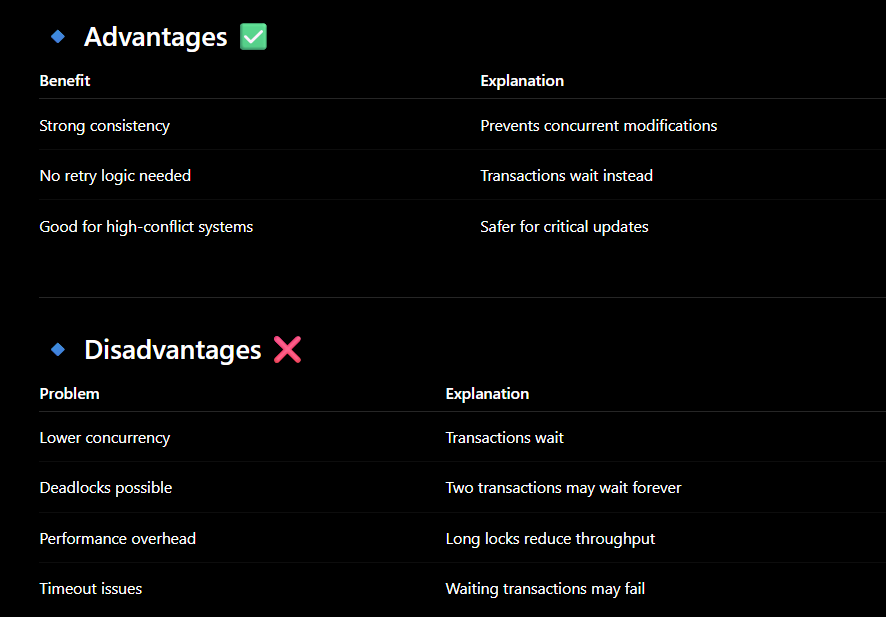 🔹 Advantages ✅
Benefit Explanation
Strong consistency Prevents concurrent modifications
No retry logic needed Transactions wait instead
Good for high-conflict systems Safer for critical updates
🔹 Disadvantages ❌
Problem Explanation
Lower concurrency Transactions wait
Deadlocks possible Two transactions may wait forever
Performance overhead Long locks reduce throughput
Timeout issues Waiting transactions may fail